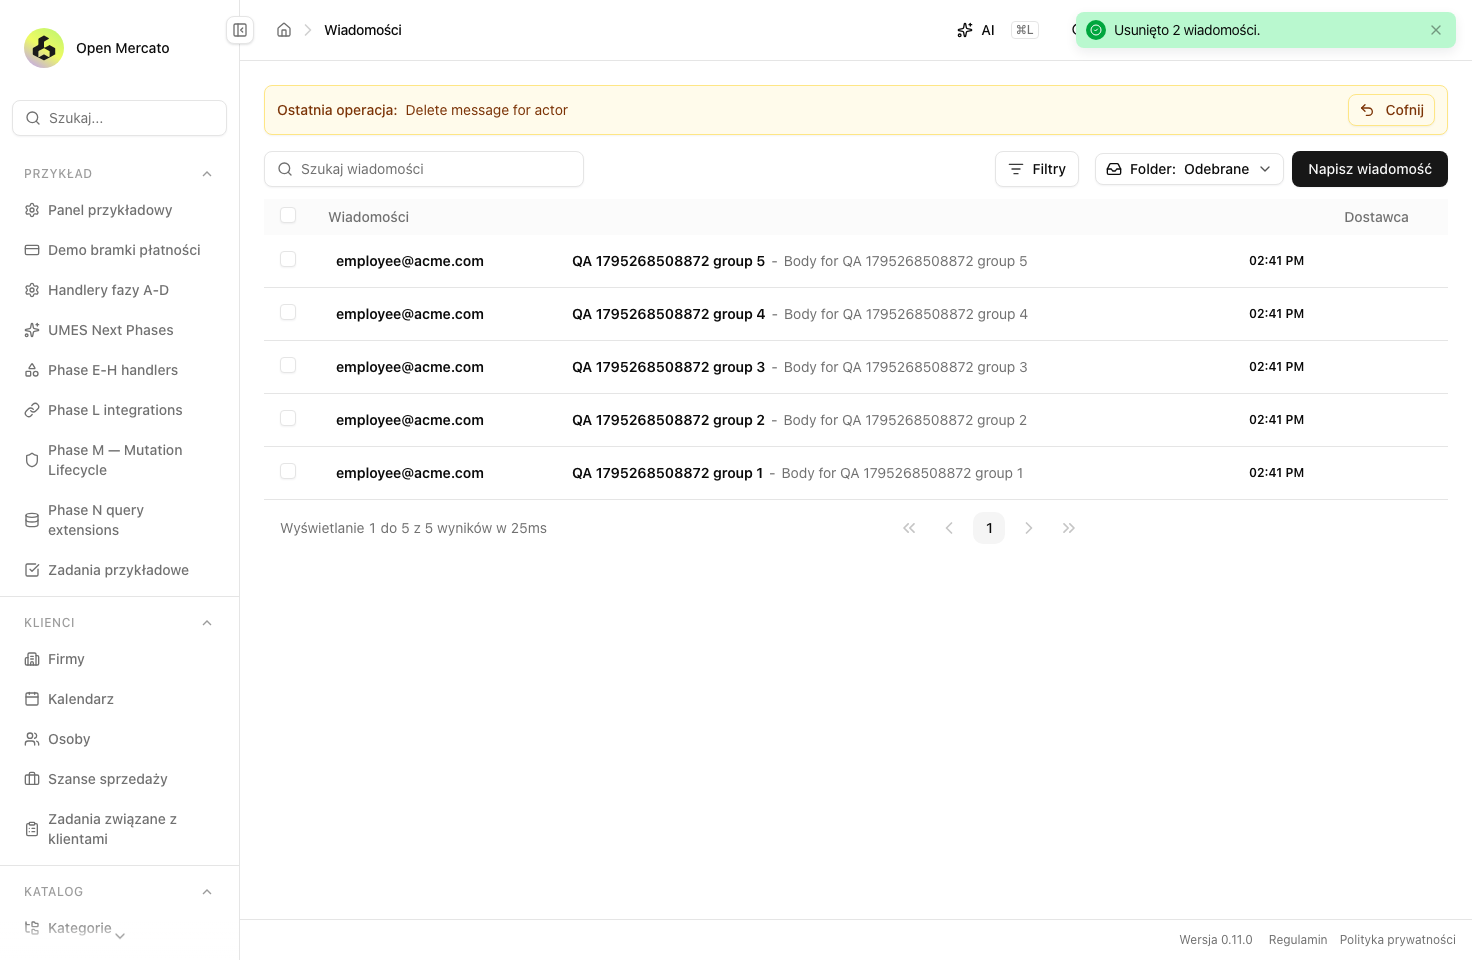 Open Mercato
Wiadomości
AI
⌘L
Usunięto 2 wiadomości.
Szukaj...
PRZYKŁAD
Panel przykładowy
Demo bramki płatności
Handlery fazy A-D
UMES Next Phases
Phase E-H handlers
Phase L integrations
Phase M — Mutation
Lifecycle
Phase N query
extensions
Zadania przykładowe
KLIENCI
Firmy
Kalendarz
Osoby
Szanse sprzedaży
Zadania związane z
klientami
KATALOG
Kategorie
Ostatnia operacja: Delete message for actor
Cofnij
Szukaj wiadomości
Filtry
Folder: Odebrane
Napisz wiadomość
Wiadomości
Dostawca
employee@acme.com QA 1795268508872 group 5 - Body for QA 1795268508872 group 5 02:41 PM
employee@acme.com QA 1795268508872 group 4 - Body for QA 1795268508872 group 4 02:41 PM
employee@acme.com QA 1795268508872 group 3 - Body for QA 1795268508872 group 3 02:41 PM
employee@acme.com QA 1795268508872 group 2 - Body for QA 1795268508872 group 2 02:41 PM
employee@acme.com QA 1795268508872 group 1 - Body for QA 1795268508872 group 1 02:41 PM
Wyświetlanie 1 do 5 z 5 wyników w 25ms
1
Wersja 0.11.0
Regulamin
Polityka prywatności